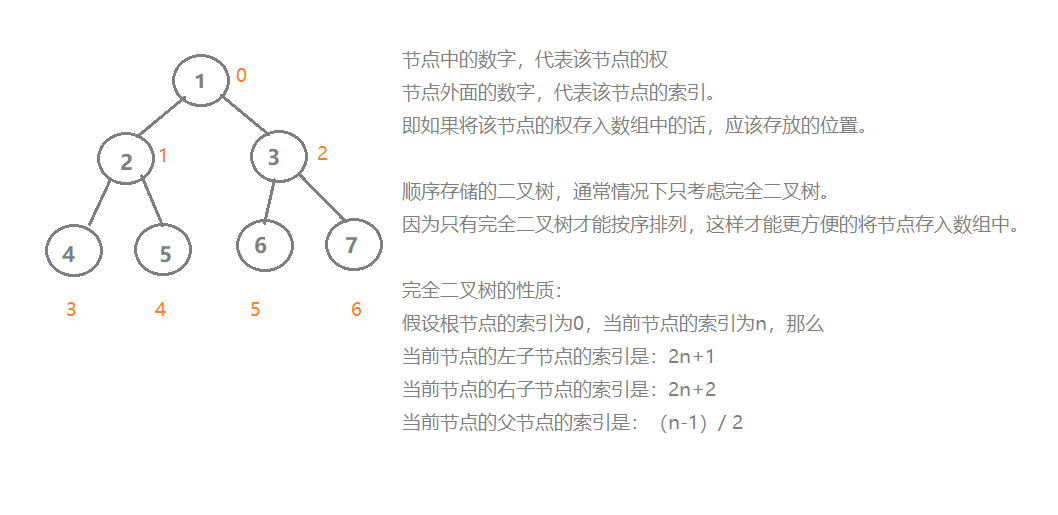 1
0
2
1
3
2
4
5
6
7
3
4
5
6
节点中的数字，代表该节点的权
节点外面的数字，代表该节点的索引。
即如果将该节点的权存入数组中的话，应该存放的位置。
顺序存储的二叉树，通常情况下只考虑完全二叉树。
因为只有完全二叉树才能按序排列，这样才能更方便的将节点存入数组中。
完全二叉树的性质：
假设根节点的索引为0，当前节点的索引为n，那么
当前节点的左子节点的索引是：2n+1
当前节点的右子节点的索引是：2n+2
当前节点的父节点的索引是：（n-1）/ 2